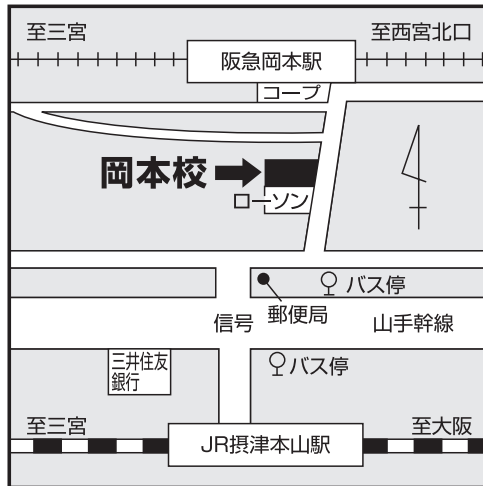 至三宮
至西宮北口
阪急岡本駅
コープ
岡本校
ローソン
バス停
郵便局
信号
山手幹線
三井住友
銀行
バス停
至三宮
至大阪
JR摂津本山駅